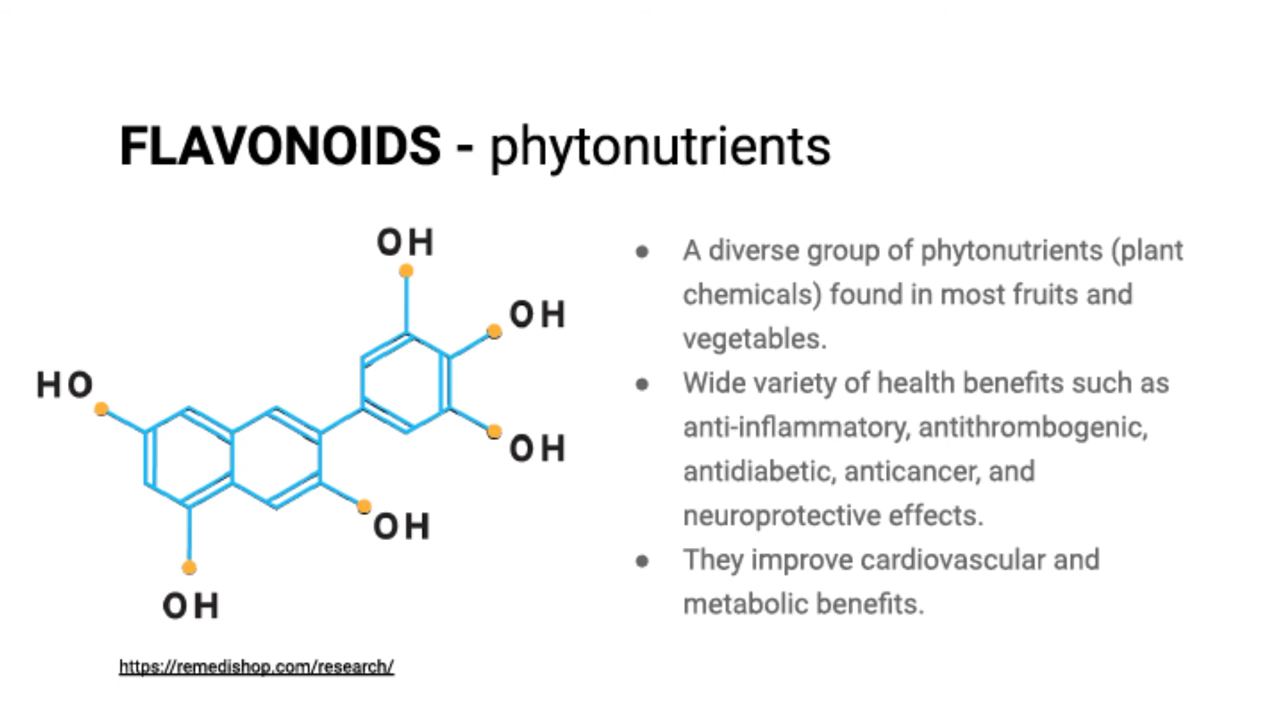 FLAVONOIDS - phytonutrients
OH
OH
HO
OH
OH
OH
● A diverse group of phytonutrients (plant
chemicals) found in most fruits and
vegetables.
● Wide variety of health benefits such as
anti-inflammatory, antithrombogenic,
antidiabetic, anticancer, and
neuroprotective effects.
● They improve cardiovascular and
metabolic benefits.
https://remedishop.com/research/